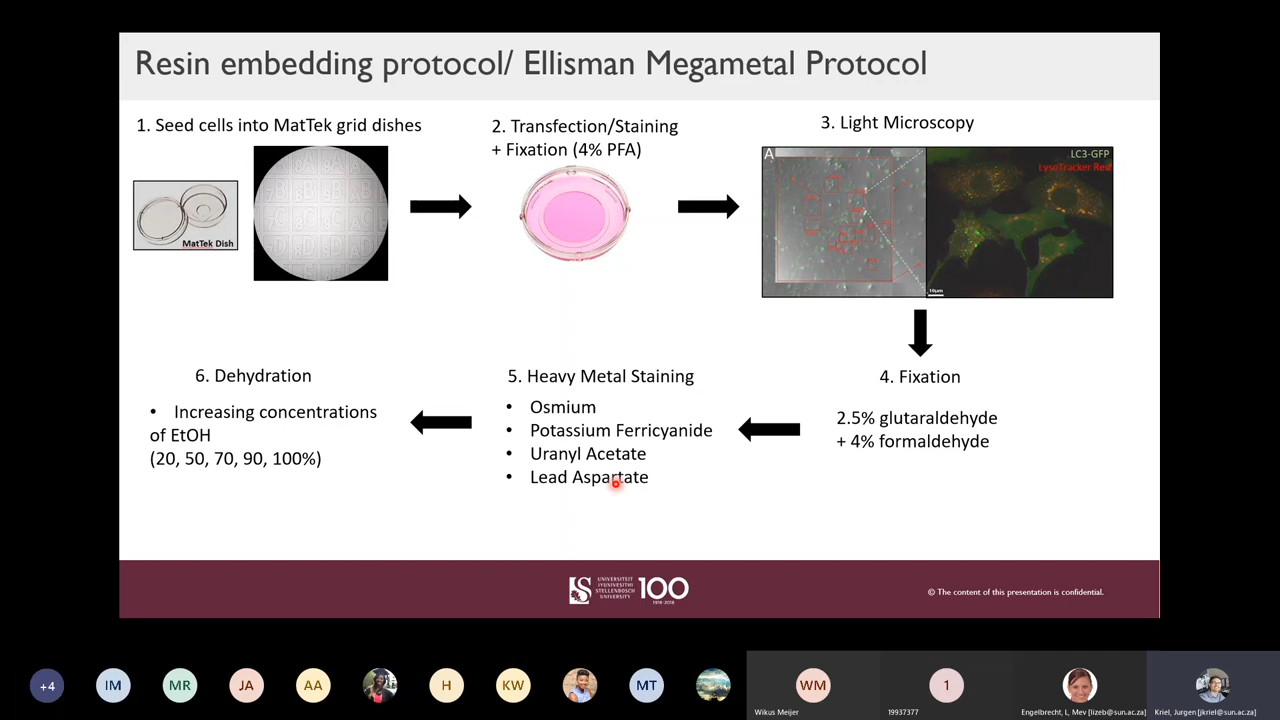 Resin embedding protocol/ Ellisman Megametal Protocol
1. Seed cells into MatTek grid dishes
MatTek Dish
2. Transfection/Staining
+ Fixation (4% PFA)
3. Light Microscopy
A
LC3-GFP
LysoTracker Red
10µm
4. Fixation
2.5% glutaraldehyde
+ 4% formaldehyde
5. Heavy Metal Staining
• Osmium
• Potassium Ferricyanide
• Uranyl Acetate
• Lead Aspartate
6. Dehydration
• Increasing concentrations
of EtOH
(20, 50, 70, 90, 100%)
UNIVERSITEIT
IYUNIVESITHI
STELLENBOSCH
UNIVERSITY
100
1918-2018
© The content of this presentation is confidential.
+4
IM
MR
JA
AA
H
KW
MT
WM
Wikus Meijer
1
19937377
Engelbrecht, L, Mev [lizeb@sun.ac.za]
Kriel, Jurgen [jkriel@sun.ac.za]